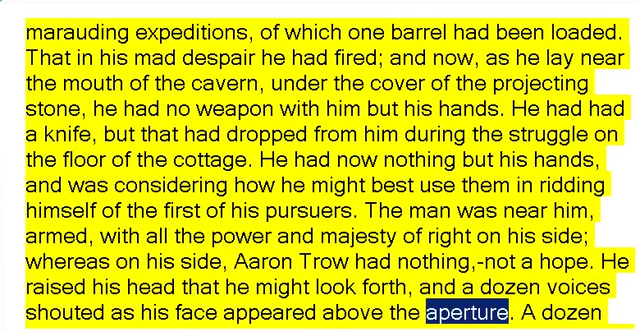 marauding expeditions, of which one barrel had been loaded.
That in his mad despair he had fired; and now, as he lay near
the mouth of the cavern, under the cover of the projecting
stone, he had no weapon with him but his hands. He had had
a knife, but that had dropped from him during the struggle on
the floor of the cottage. He had now nothing but his hands,
and was considering how he might best use them in ridding
himself of the first of his pursuers. The man was near him,
armed, with all the power and majesty of right on his side;
whereas on his side, Aaron Trow had nothing,-not a hope. He
raised his head that he might look forth, and a dozen voices
shouted as his face appeared above the aperture. A dozen